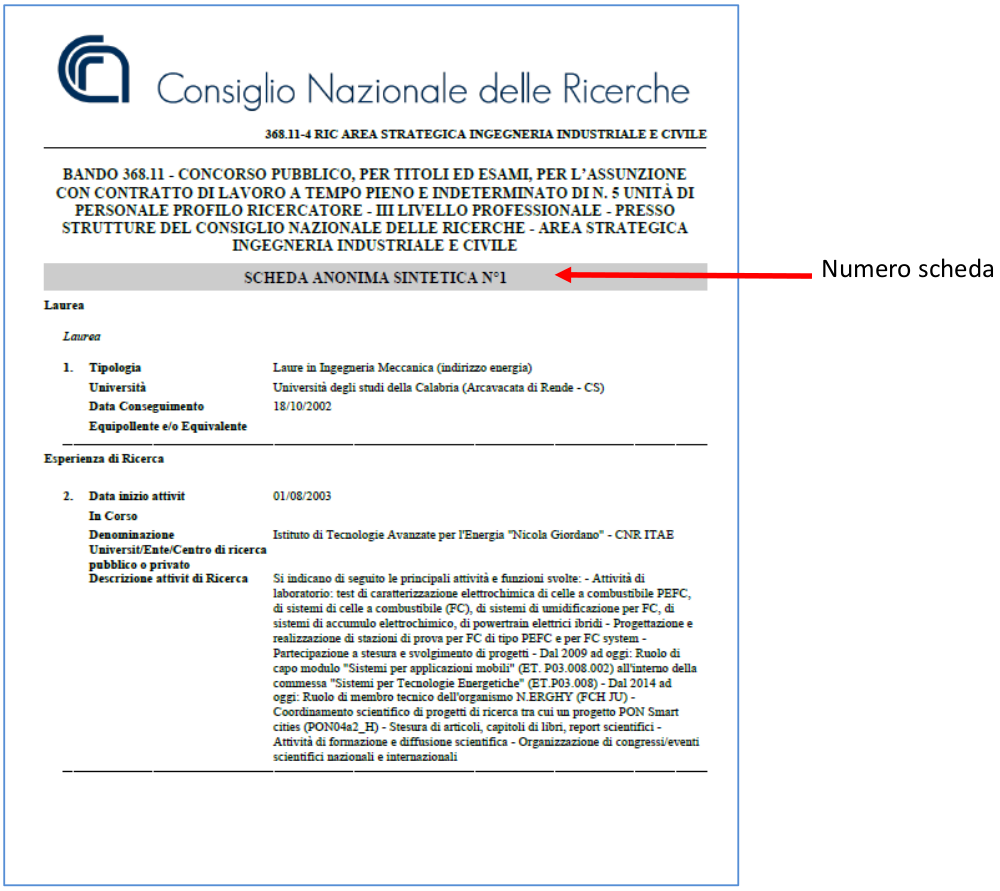 Consiglio Nazionale delle Ricerche
368.11-4 RIC AREA STRATEGICA INGEGNERIA INDUSTRIALE E CIVILE
BANDO 368.11 - CONCORSO PUBBLICO, PER TITOLI ED ESAMI, PER L'ASSUNZIONE
CON CONTRATTO DI LAVORO A TEMPO PIENO E INDETERMINATO DI N. 5 UNITÀ DI
PERSONALE PROFILO RICERCATORE - III LIVELLO PROFESSIONALE - PRESSO
STRUTTURE DEL CONSIGLIO NAZIONALE DELLE RICERCHE - AREA STRATEGICA
INGEGNERIA INDUSTRIALE E CIVILE
SCHEDA ANONIMA SINTETICA N°1
Numero scheda
Laurea
Laurea
1. Tipologia Laure in Ingegneria Meccanica (indirizzo energia)
Università Università degli studi della Calabria (Arcavacata di Rende - CS)
Data Conseguimento 18/10/2002
Equipollente e/o Equivalente
Esperienza di Ricerca
2. Data inizio attivit 01/08/2003
In Corso
Denominazione Istituto di Tecnologie Avanzate per l'Energia "Nicola Giordano" - CNR ITAE
Universit/Ente/Centro di ricerca
pubblico o privato
Descrizione attivit di Ricerca Si indicano di seguito le principali attività e funzioni svolte: - Attività di
laboratorio: test di caratterizzazione elettrochimica di celle a combustibile PEFC,
di sistemi di celle a combustibile (FC), di sistemi di umidificazione per FC, di
sistemi di accumulo elettrochimico, di powertrain elettrici ibridi - Progettazione e
realizzazione di stazioni di prova per FC di tipo PEFC e per FC system -
Partecipazione a stesura e svolgimento di progetti - Dal 2009 ad oggi: Ruolo di
capo modulo "Sistemi per applicazioni mobili" (ET. P03.008.002) all'interno della
commessa "Sistemi per Tecnologie Energetiche" (ET.P03.008) - Dal 2014 ad
oggi: Ruolo di membro tecnico dell'organismo N.ERGHY (FCH JU) -
Coordinamento scientifico di progetti di ricerca tra cui un progetto PON Smart
cities (PON04a2_H) - Stesura di articoli, capitoli di libri, report scientifici -
Attività di formazione e diffusione scientifica - Organizzazione di congressi/eventi
scientifici nazionali e internazionali